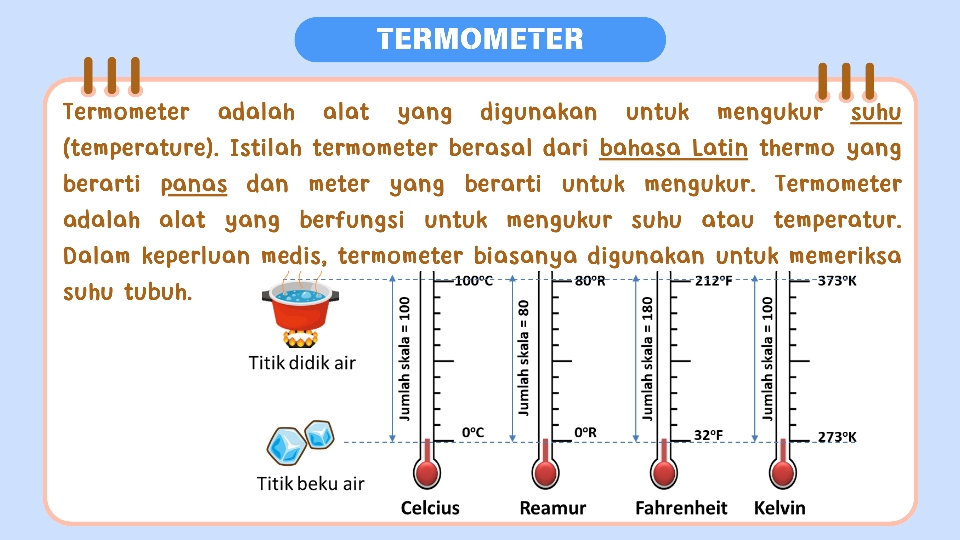 TERMOMETER
Termometer adalah alat yang digunakan untuk mengukur suhu
(temperature). Istilah termometer berasal dari bahasa Latin thermo yang
berarti panas dan meter yang berarti untuk mengukur. Termometer
adalah alat yang berfungsi untuk mengukur suhu atau temperatur.
Dalam keperluan medis, termometer biasanya digunakan untuk memeriksa
suhu tubuh.
100°C
80°R
212°F
373°K
Jumlah skala = 100
Jumlah skala = 80
Jumlah skala = 180
Jumlah skala = 100
Titik didik air
0°C
0°R
32°F
273°K
Titik beku air
Celcius
Reamur
Fahrenheit
Kelvin